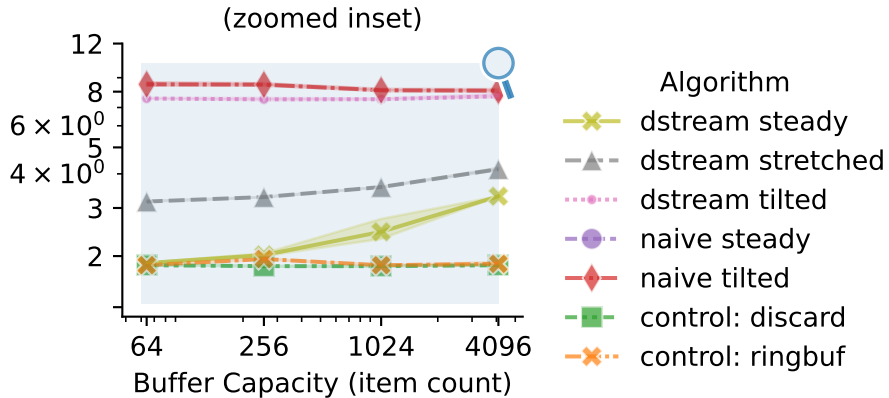 (zoomed inset)
12
8
6 × 10⁰
5
4 × 10⁰
3
2
64 256 1024 4096
Buffer Capacity (item count)
Algorithm
dstream steady
dstream stretched
dstream tilted
naive steady
naive tilted
control: discard
control: ringbuf